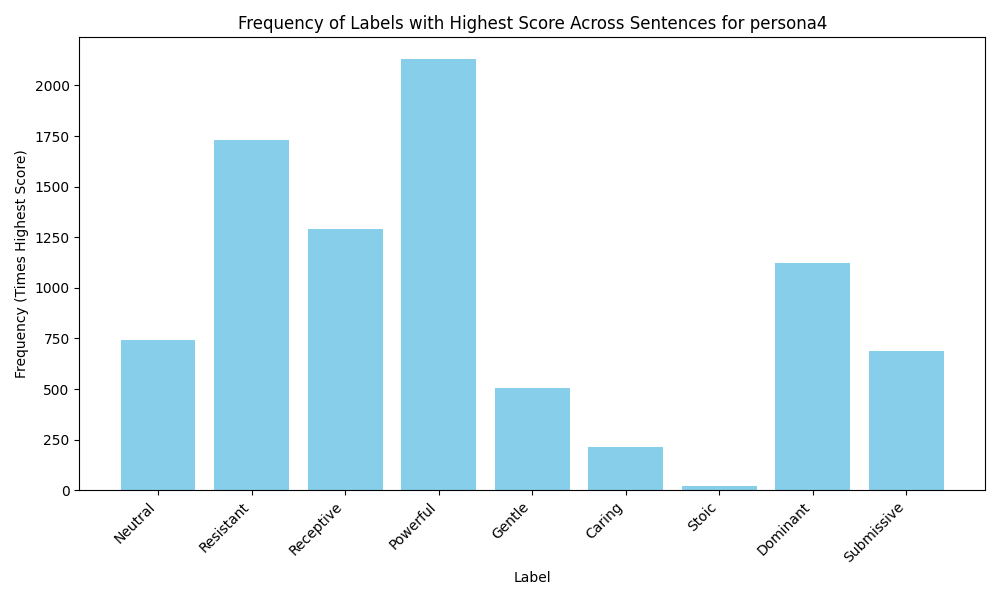 Frequency of Labels with Highest Score Across Sentences for persona4
Frequency (Times Highest Score)
2000
1750
1500
1250
1000
750
500
250
0
Neutral
Resistant
Receptive
Powerful
Gentle
Caring
Stoic
Dominant
Submissive
Label